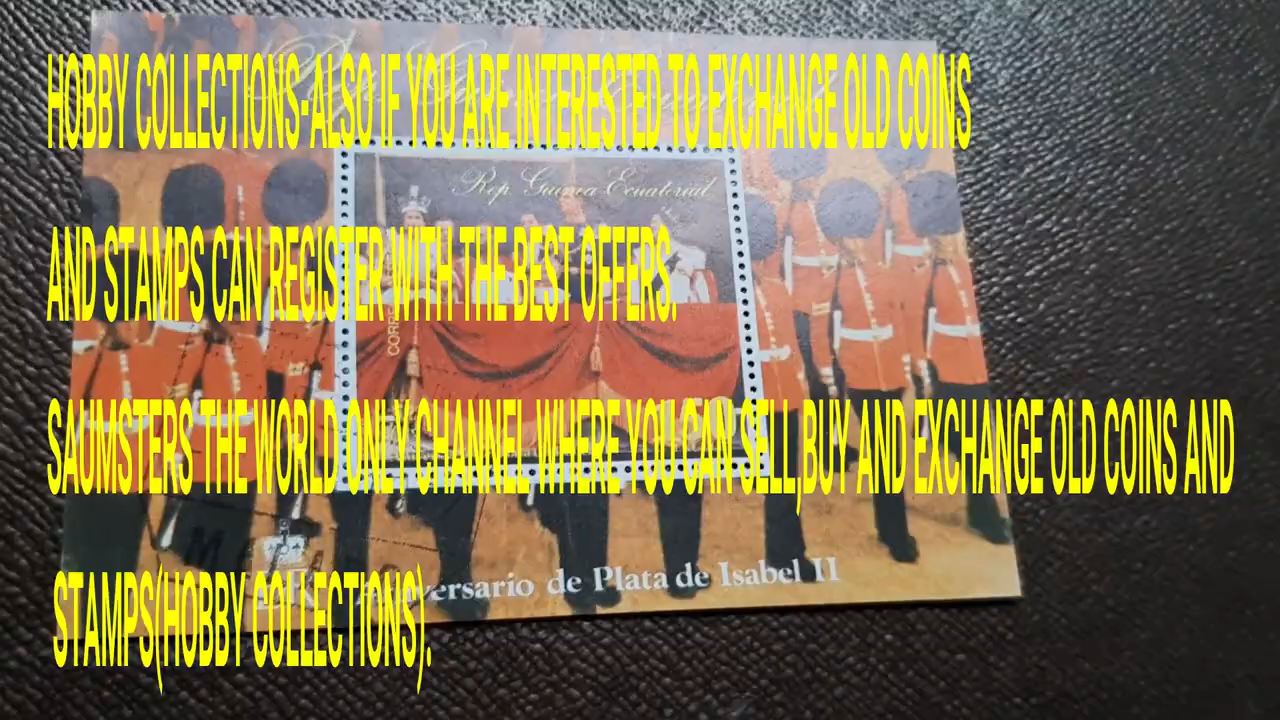 HOBBY COLLECTIONS-ALSO IF YOU ARE INTERESTED TO EXCHANGE OLD COINS
Rep. Guinea Ecuatorial
AND STAMPS CAN REGISTER WITH THE BEST OFFERS.
SAUMSTERS THE WORLD ONLY CHANNEL WHERE YOU CAN SELL,BUY AND EXCHANGE OLD COINS AND
de Plata de Isabel II
STAMPS(HOBBY COLLECTIONS).